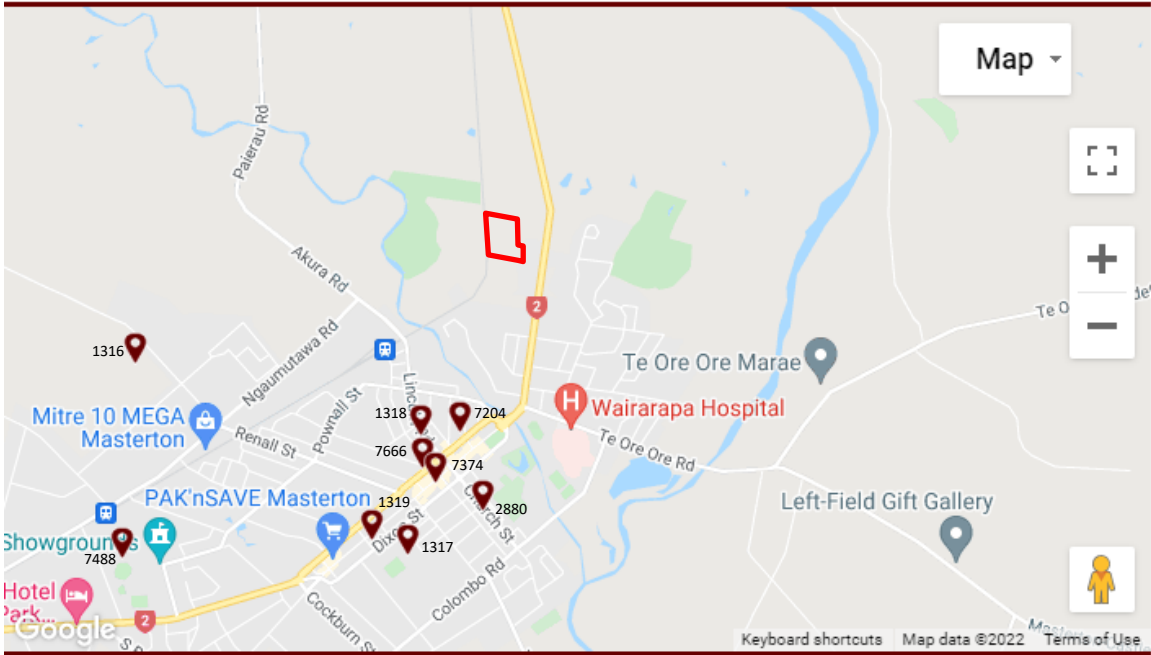 Map
Paierau Rd
Akura Rd
2
Te O
1316
Ngaumutawa Rd
Te Ore Ore Marae
Mitre 10 MEGA
Masterton
Pownall St
1318
7204
H
Wairarapa Hospital
Renall St
7666
7374
Te Ore Ore Rd
PAK'nSAVE Masterton
1319
2880
Church St
Left-Field Gift Gallery
Dixon St
1317
Showgrounds
7488
Colombo Rd
Hotel
Park...
2
Cockburn St
Google
Keyboard shortcuts
Map data ©2022
Terms of Use